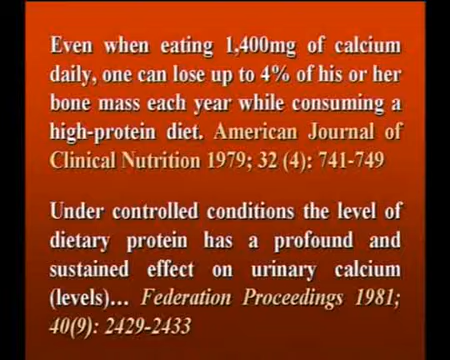 Even when eating 1,400mg of calcium
daily, one can lose up to 4% of his or her
bone mass each year while consuming a
high-protein diet. American Journal of
Clinical Nutrition 1979; 32 (4): 741-749
Under controlled conditions the level of
dietary protein has a profound and
sustained effect on urinary calcium
(levels)... Federation Proceedings 1981;
40(9): 2429-2433